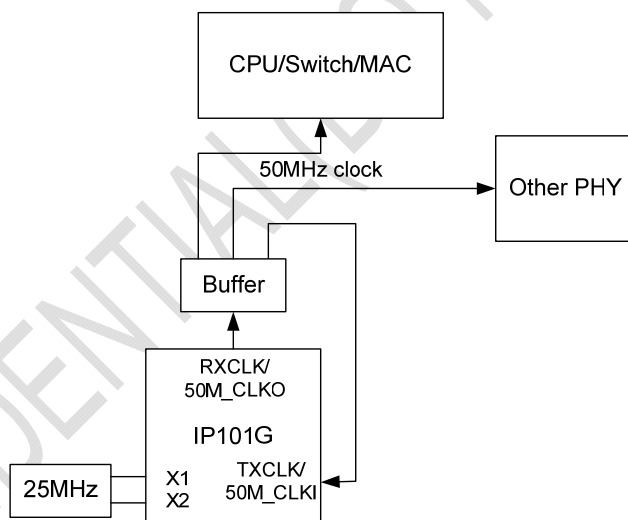 CPU/Switch/MAC
50MHz clock
Other PHY
Buffer
RXCLK/
50M_CLKO
IP101G
25MHz
X1
X2
TXCLK/
50M_CLKI